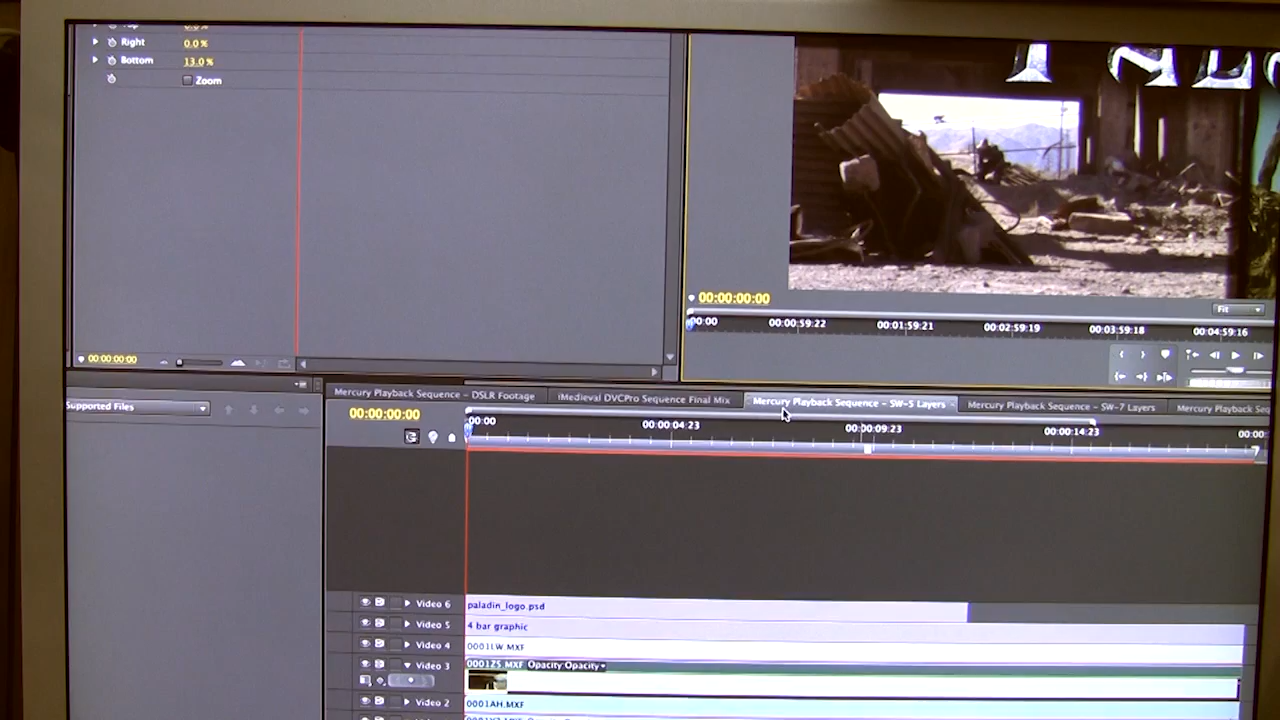 Right 0.0 %
Bottom 13.0 %
Zoom
00:00:00:00
Fit
00:00 00:00:59:22 00:01:59:21 00:02:59:19 00:03:59:18 00:04:59:16
00:00:00:00
Supported Files
Mercury Playback Sequence - DSLR Footage
iMedieval DVCPro Sequence Final Mix
Mercury Playback Sequence - SW-5 Layers
Mercury Playback Sequence - SW-7 Layers
Mercury Playback Seq
00:00:00:00
00:00 00:00:04:23 00:00:09:23 00:00:14:23 00:00:
Video 6 paladin_logo.psd
Video 5 4 bar graphic
Video 4 0001LW.MXF
Video 3 0001ZS.MXF Opacity:Opacity
Video 2 0001AH.MXF